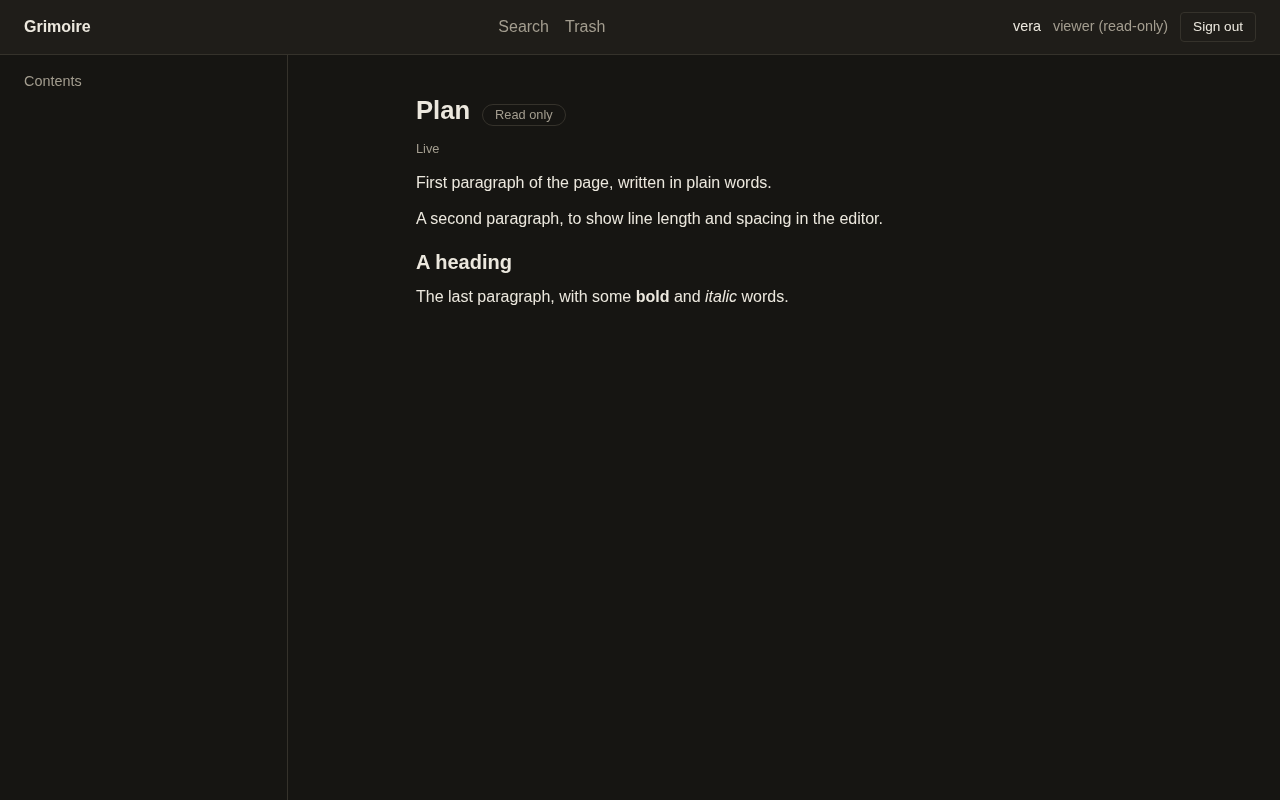 Grimoire
Search Trash
vera viewer (read-only) Sign out
Contents
Plan Read only
Live
First paragraph of the page, written in plain words.
A second paragraph, to show line length and spacing in the editor.
A heading
The last paragraph, with some bold and italic words.